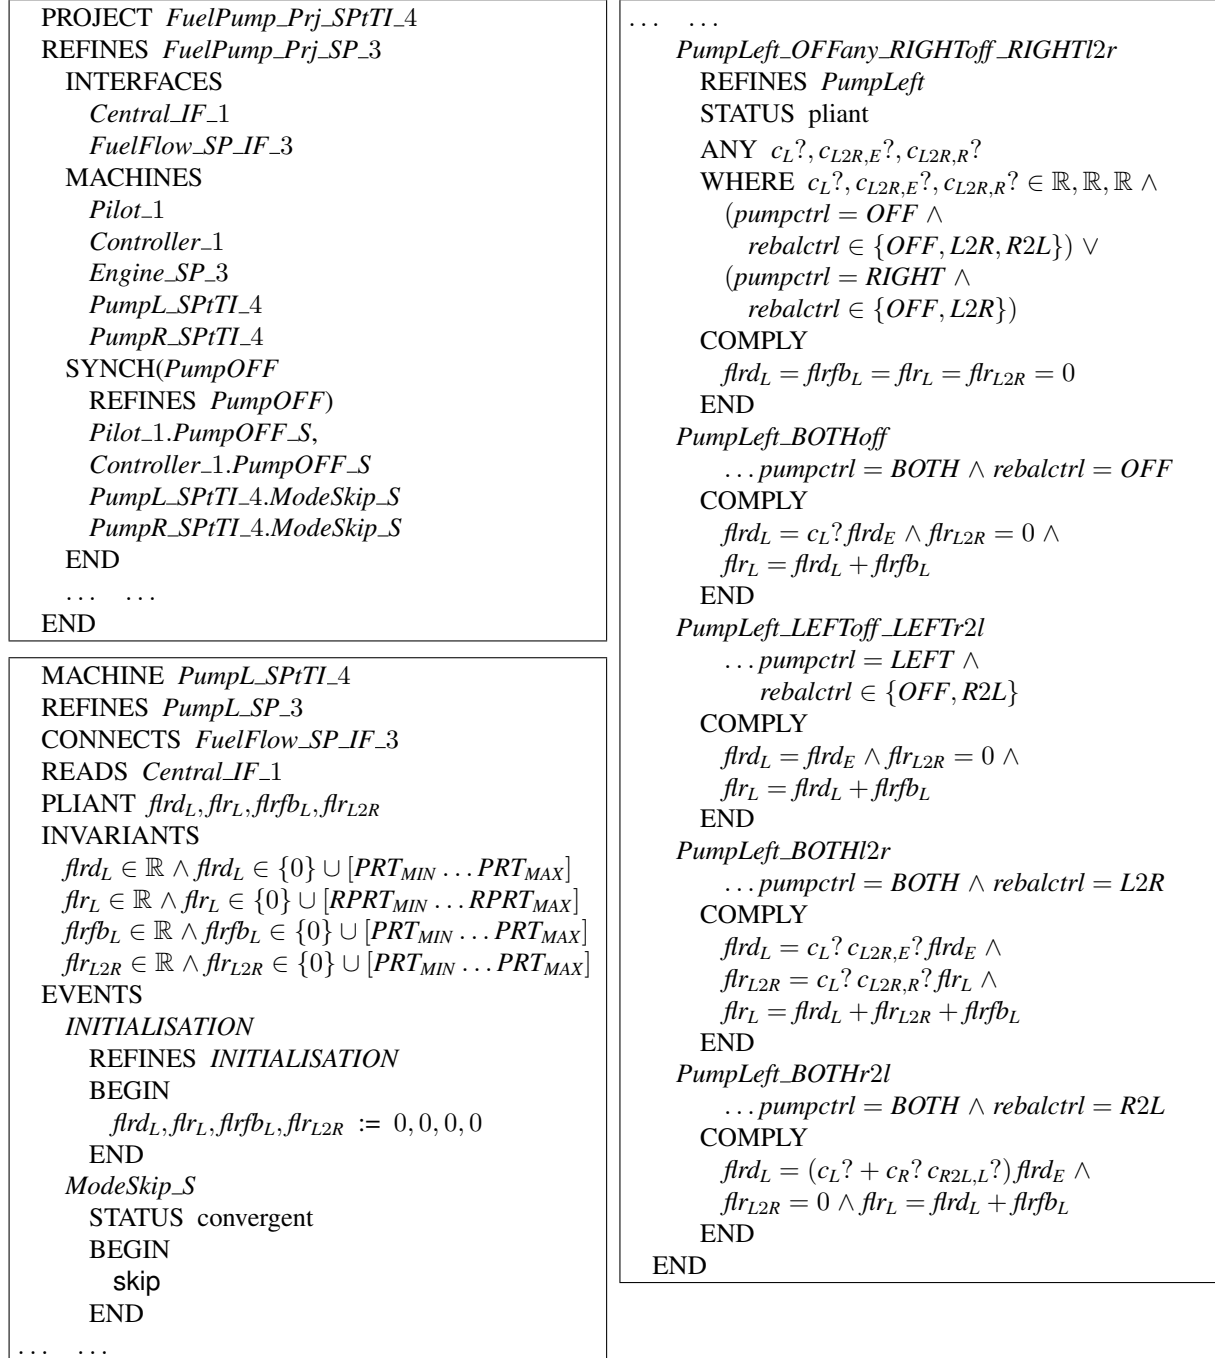 PROJECT FuelPump_Prj_SPtTI_4
REFINES FuelPump_Prj_SP_3
INTERFACES
Central_IF_1
FuelFlow_SP_IF_3
MACHINES
Pilot_1
Controller_1
Engine_SP_3
PumpL_SPtTI_4
PumpR_SPtTI_4
SYNCH(PumpOFF
REFINES PumpOFF)
Pilot_1.PumpOFF_S,
Controller_1.PumpOFF_S
PumpL_SPtTI_4.ModeSkip_S
PumpR_SPtTI_4.ModeSkip_S
END
. . .   . . .
END
MACHINE PumpL_SPtTI_4
REFINES PumpL_SP_3
CONNECTS FuelFlow_SP_IF_3
READS Central_IF_1
PLIANT flrd_L, flr_L, flrfb_L, flr_L2R
INVARIANTS
flrd_L ∈ ℝ ∧ flrd_L ∈ {0} ∪ [PRT_MIN . . . PRT_MAX]
flr_L ∈ ℝ ∧ flr_L ∈ {0} ∪ [RPRT_MIN . . . RPRT_MAX]
flrfb_L ∈ ℝ ∧ flrfb_L ∈ {0} ∪ [PRT_MIN . . . PRT_MAX]
flr_L2R ∈ ℝ ∧ flr_L2R ∈ {0} ∪ [PRT_MIN . . . PRT_MAX]
EVENTS
INITIALISATION
REFINES INITIALISATION
BEGIN
flrd_L, flr_L, flrfb_L, flr_L2R := 0, 0, 0, 0
END
ModeSkip_S
STATUS convergent
BEGIN
skip
END
. . .   . . .
. . .   . . .
PumpLeft_OFFany_RIGHToff_RIGHTl2r
REFINES PumpLeft
STATUS pliant
ANY c_L?, c_L2R,E?, c_L2R,R?
WHERE c_L?, c_L2R,E?, c_L2R,R? ∈ ℝ, ℝ, ℝ ∧
(pumpctrl = OFF ∧
rebalctrl ∈ {OFF, L2R, R2L}) ∨
(pumpctrl = RIGHT ∧
rebalctrl ∈ {OFF, L2R})
COMPLY
flrd_L = flrfb_L = flr_L = flr_L2R = 0
END
PumpLeft_BOTHoff
. . . pumpctrl = BOTH ∧ rebalctrl = OFF
COMPLY
flrd_L = c_L? flrd_E ∧ flr_L2R = 0 ∧
flr_L = flrd_L + flrfb_L
END
PumpLeft_LEFToff_LEFTr2l
. . . pumpctrl = LEFT ∧
rebalctrl ∈ {OFF, R2L}
COMPLY
flrd_L = flrd_E ∧ flr_L2R = 0 ∧
flr_L = flrd_L + flrfb_L
END
PumpLeft_BOTHl2r
. . . pumpctrl = BOTH ∧ rebalctrl = L2R
COMPLY
flrd_L = c_L? c_L2R,E? flrd_E ∧
flr_L2R = c_L? c_L2R,R? flr_L ∧
flr_L = flrd_L + flr_L2R + flrfb_L
END
PumpLeft_BOTHr2l
. . . pumpctrl = BOTH ∧ rebalctrl = R2L
COMPLY
flrd_L = (c_L? + c_R? c_R2L,L?) flrd_E ∧
flr_L2R = 0 ∧ flr_L = flrd_L + flrfb_L
END
END